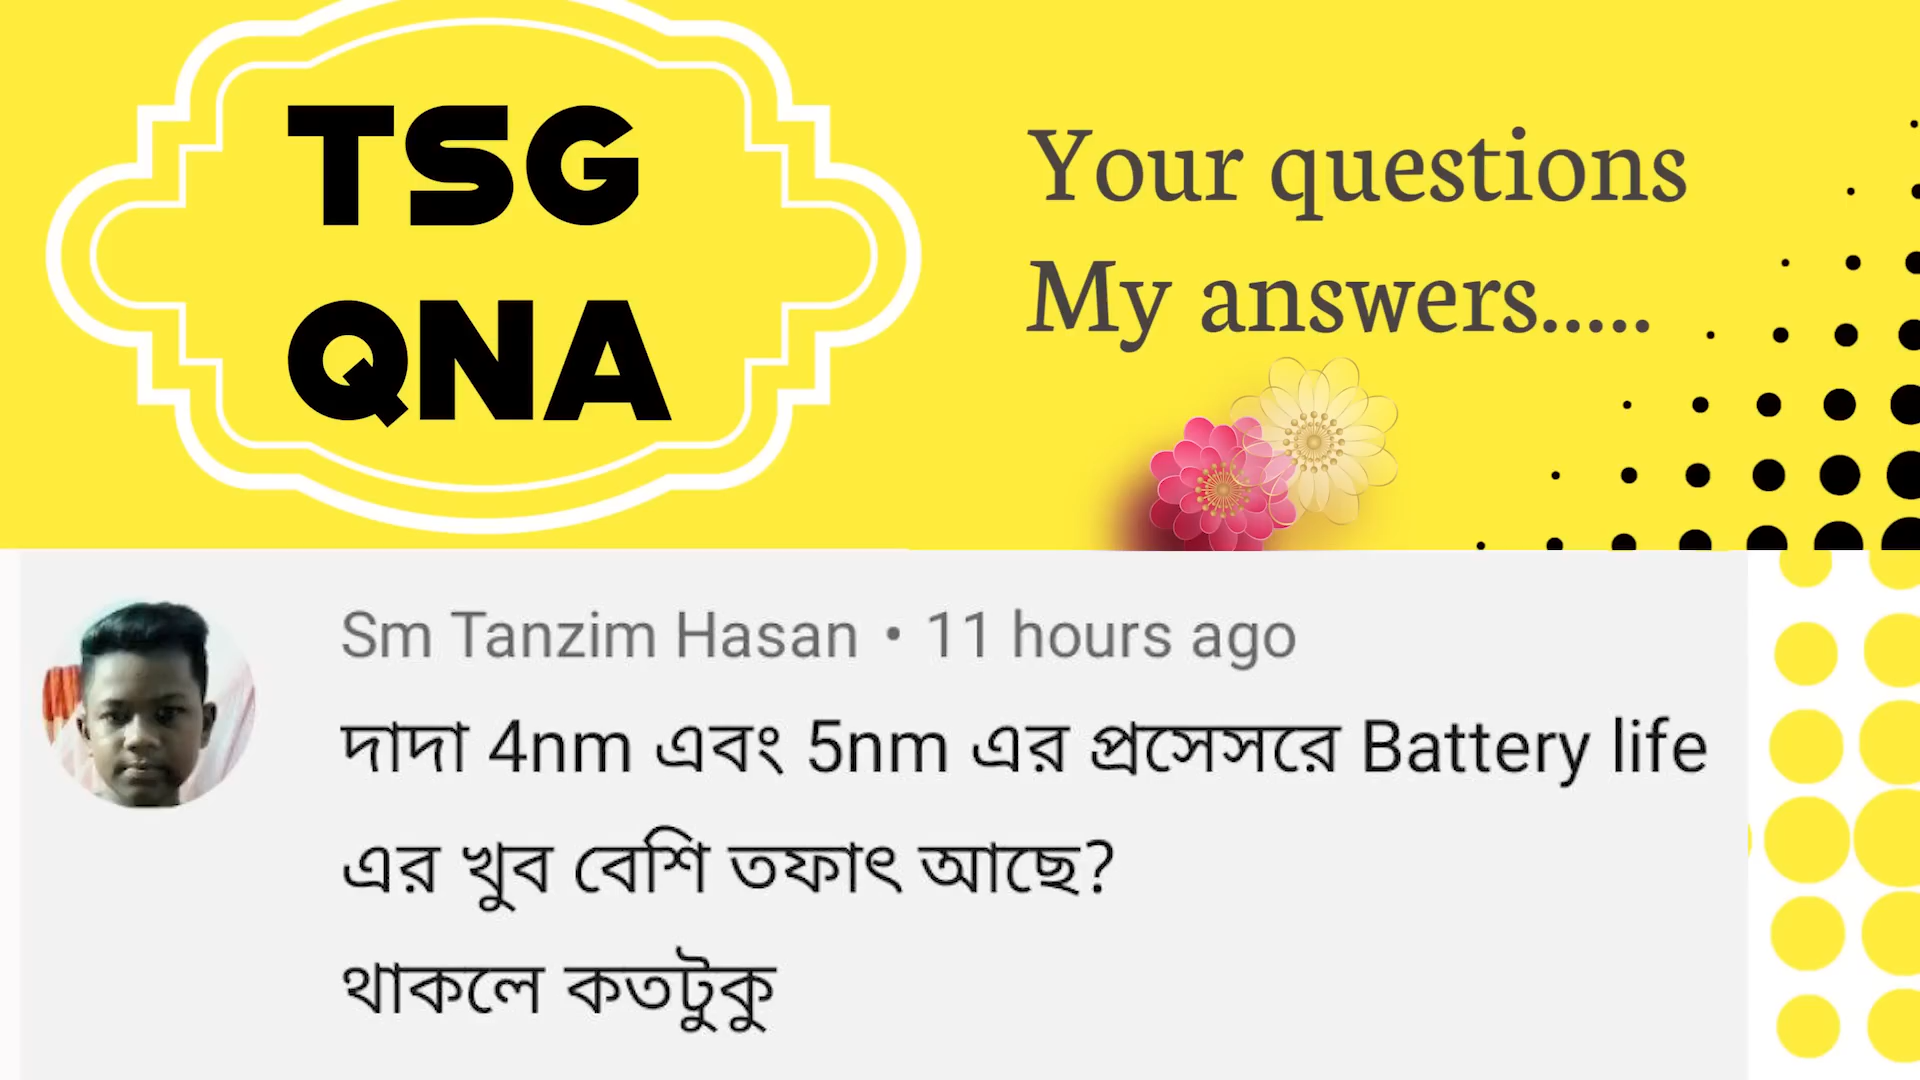 TSG
QNA
Your questions
My answers.....
Sm Tanzim Hasan • 11 hours ago
দাদা 4nm এবং 5nm এর প্রসেসরে Battery life
এর খুব বেশি তফাৎ আছে?
থাকলে কতটুকু